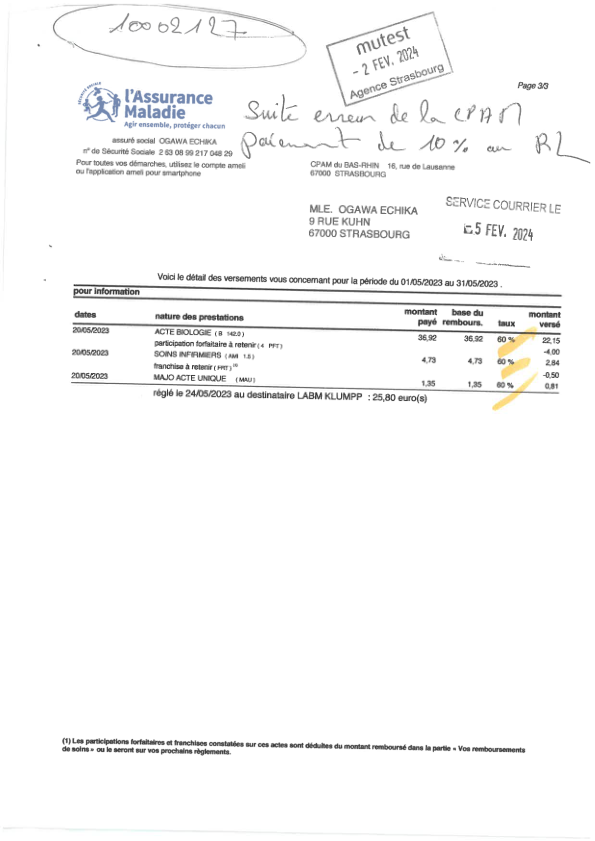 10002127
mutest
- 2 FEV. 2024
Agence Strasbourg
Page 3/3
SÉCURITÉ SOCIALE
l'Assurance
Maladie
Agir ensemble, protéger chacun
Suite erreur de la CPAM
paiement de 10 % au RL
assuré social OGAWA ECHIKA
n° de Sécurité Sociale 2 63 08 99 217 048 29
Pour toutes vos démarches, utilisez le compte ameli
ou l'application ameli pour smartphone
CPAM du BAS-RHIN 16, rue de Lausanne
67000 STRASBOURG
MLE. OGAWA ECHIKA
9 RUE KUHN
67000 STRASBOURG
SERVICE COURRIER LE
5 FEV. 2024
Voici le détail des versements vous concernant pour la période du 01/05/2023 au 31/05/2023 .
pour information
dates nature des prestations montant payé base du rembours. taux montant versé
20/05/2023 ACTE BIOLOGIE ( B 142.0 ) 36,92 36,92 60 % 22,15
participation forfaitaire à retenir ( 4 PFT ) -4,00
20/05/2023 SOINS INFIRMIERS ( AMI 1.5 ) 4,73 4,73 60 % 2,84
franchise à retenir ( FRT ) (1) -0,50
20/05/2023 MAJO ACTE UNIQUE ( MAU ) 1,35 1,35 60 % 0,81
réglé le 24/05/2023 au destinataire LABM KLUMPP : 25,80 euro(s)
(1) Les participations forfaitaires et franchises constatées sur ces actes sont déduites du montant remboursé dans la partie « Vos remboursements
de soins » ou le seront sur vos prochains règlements.